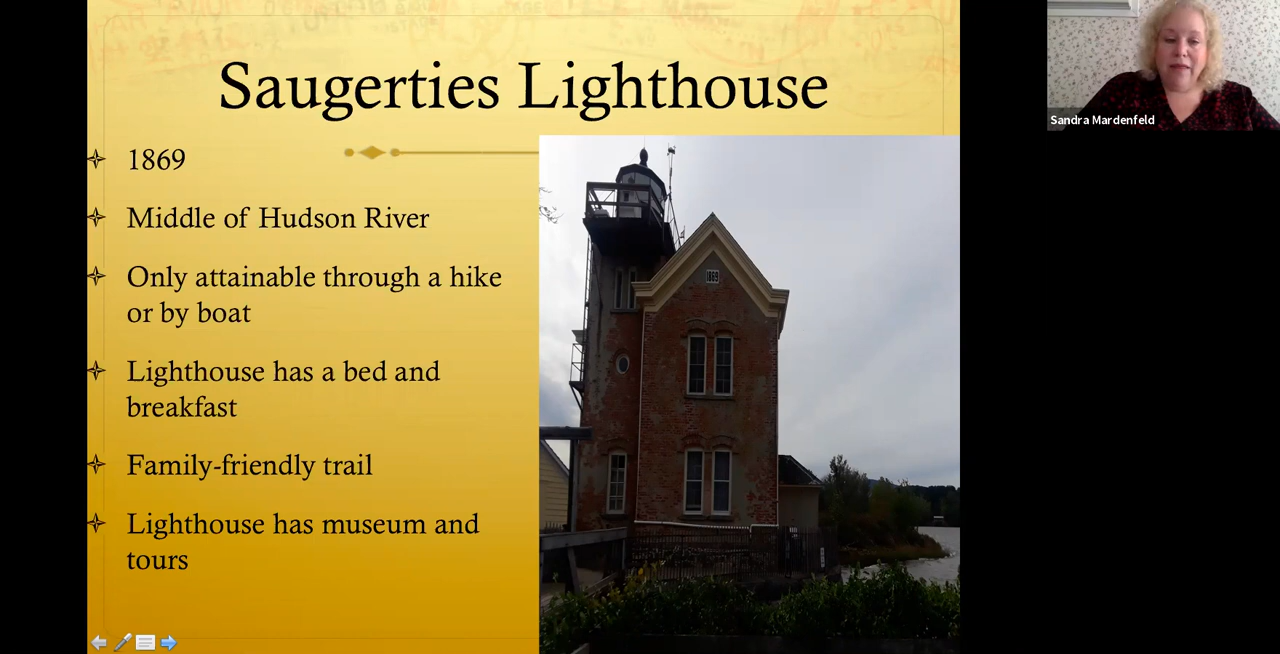 Saugerties Lighthouse
1869
Middle of Hudson River
Only attainable through a hike
or by boat
Lighthouse has a bed and
breakfast
Family-friendly trail
Lighthouse has museum and
tours
1869
Sandra Mardenfeld